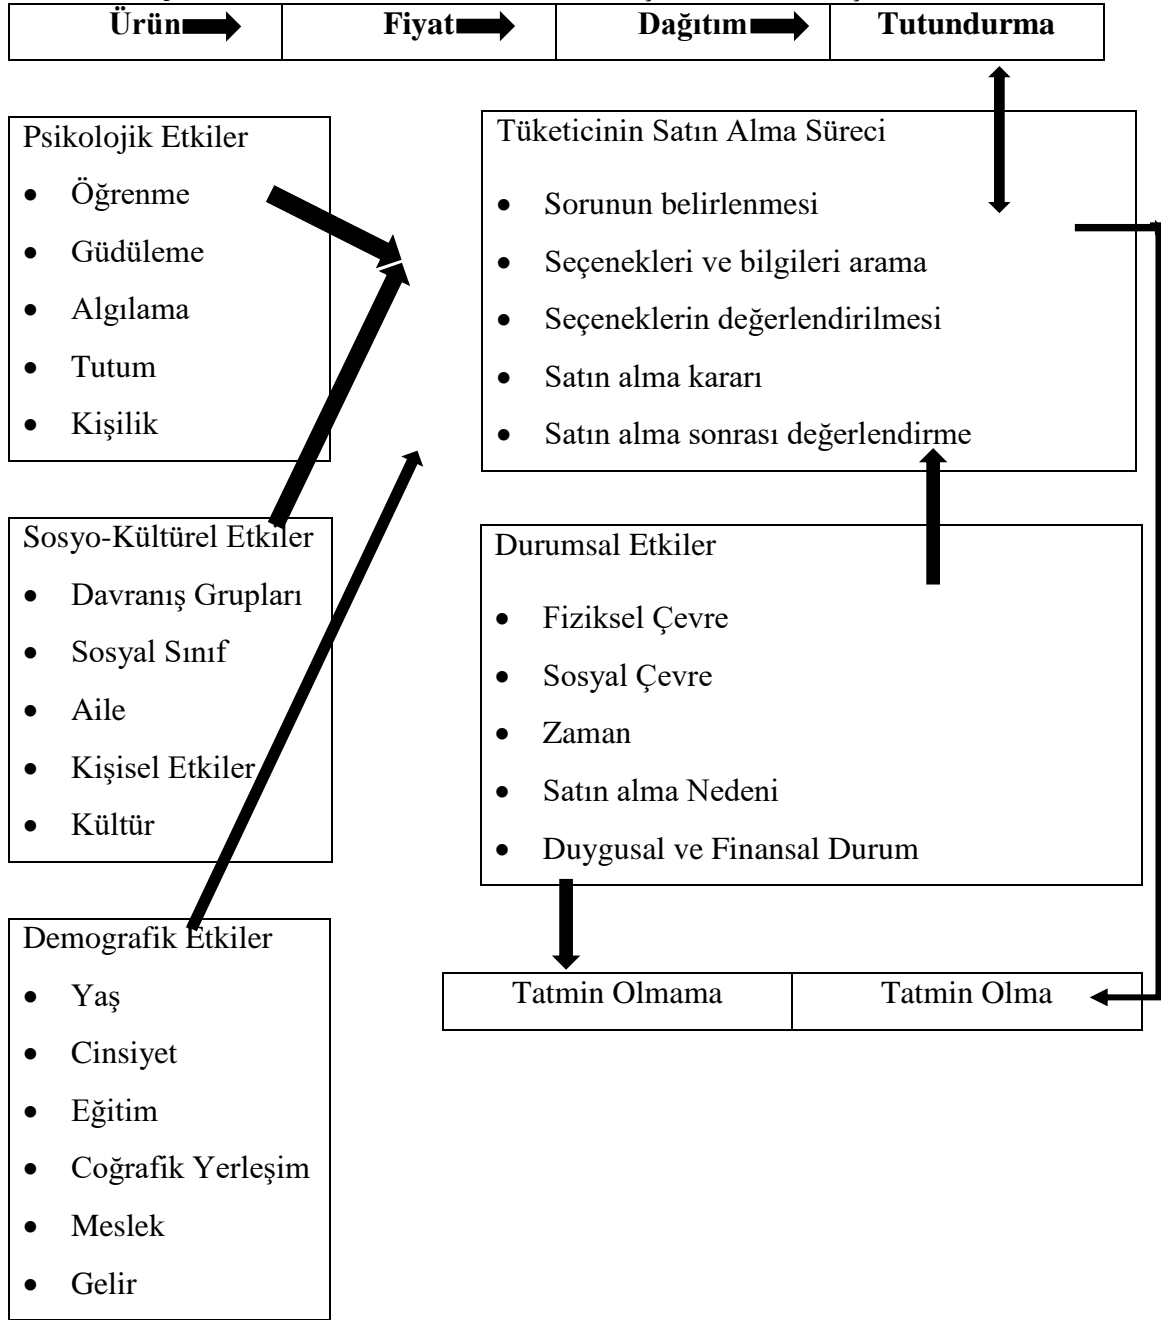 Ürün Fiyat Dağıtım Tutundurma
Psikolojik Etkiler
• Öğrenme
• Güdüleme
• Algılama
• Tutum
• Kişilik
Tüketicinin Satın Alma Süreci
• Sorunun belirlenmesi
• Seçenekleri ve bilgileri arama
• Seçeneklerin değerlendirilmesi
• Satın alma kararı
• Satın alma sonrası değerlendirme
Sosyo-Kültürel Etkiler
• Davranış Grupları
• Sosyal Sınıf
• Aile
• Kişisel Etkiler
• Kültür
Durumsal Etkiler
• Fiziksel Çevre
• Sosyal Çevre
• Zaman
• Satın alma Nedeni
• Duygusal ve Finansal Durum
Demografik Etkiler
• Yaş
• Cinsiyet
• Eğitim
• Coğrafik Yerleşim
• Meslek
• Gelir
Tatmin Olmama Tatmin Olma